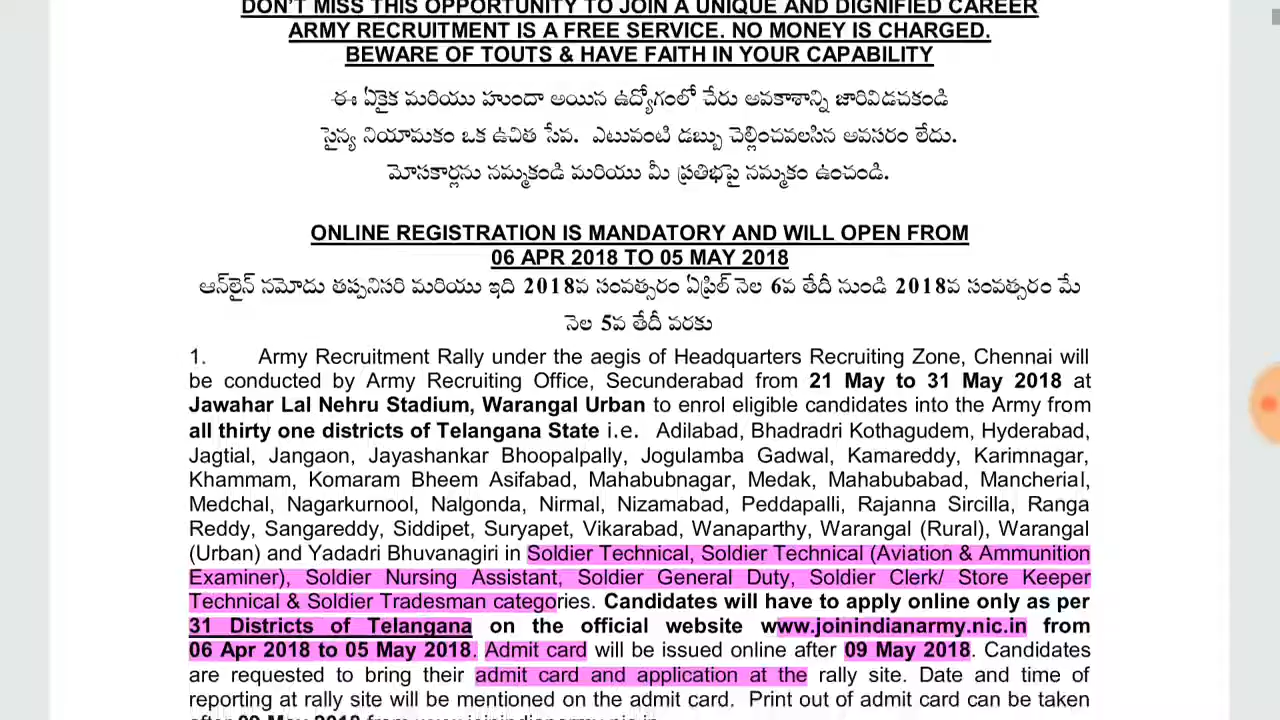 DON'T MISS THIS OPPORTUNITY TO JOIN A UNIQUE AND DIGNIFIED CAREER
ARMY RECRUITMENT IS A FREE SERVICE. NO MONEY IS CHARGED.
BEWARE OF TOUTS & HAVE FAITH IN YOUR CAPABILITY
ఈ ఏకైక మరియు హుందా అయిన ఉద్యోగంలో చేరు అవకాశాన్ని జారివిడచకండి
సైన్య నియామకం ఒక ఉచిత సేవ. ఎటువంటి డబ్బు చెల్లించవలసిన అవసరం లేదు.
మోసకార్లను నమ్మకండి మరియు మీ ప్రతిభపై నమ్మకం ఉంచండి.
ONLINE REGISTRATION IS MANDATORY AND WILL OPEN FROM
06 APR 2018 TO 05 MAY 2018
ఆన్‌లైన్ నమోదు తప్పనిసరి మరియు ఇది 2018వ సంవత్సరం ఏప్రిల్ నెల 6వ తేదీ నుండి 2018వ సంవత్సరం మే
నెల 5వ తేదీ వరకు
1. Army Recruitment Rally under the aegis of Headquarters Recruiting Zone, Chennai will
be conducted by Army Recruiting Office, Secunderabad from 21 May to 31 May 2018 at
Jawahar Lal Nehru Stadium, Warangal Urban to enrol eligible candidates into the Army from
all thirty one districts of Telangana State i.e. Adilabad, Bhadradri Kothagudem, Hyderabad,
Jagtial, Jangaon, Jayashankar Bhoopalpally, Jogulamba Gadwal, Kamareddy, Karimnagar,
Khammam, Komaram Bheem Asifabad, Mahabubnagar, Medak, Mahabubabad, Mancherial,
Medchal, Nagarkurnool, Nalgonda, Nirmal, Nizamabad, Peddapalli, Rajanna Sircilla, Ranga
Reddy, Sangareddy, Siddipet, Suryapet, Vikarabad, Wanaparthy, Warangal (Rural), Warangal
(Urban) and Yadadri Bhuvanagiri in Soldier Technical, Soldier Technical (Aviation & Ammunition
Examiner), Soldier Nursing Assistant, Soldier General Duty, Soldier Clerk/ Store Keeper
Technical & Soldier Tradesman categories. Candidates will have to apply online only as per
31 Districts of Telangana on the official website www.joinindianarmy.nic.in from
06 Apr 2018 to 05 May 2018. Admit card will be issued online after 09 May 2018. Candidates
are requested to bring their admit card and application at the rally site. Date and time of
reporting at rally site will be mentioned on the admit card. Print out of admit card can be taken
after 09 May 2018 from www.joinindianarmy.nic.in